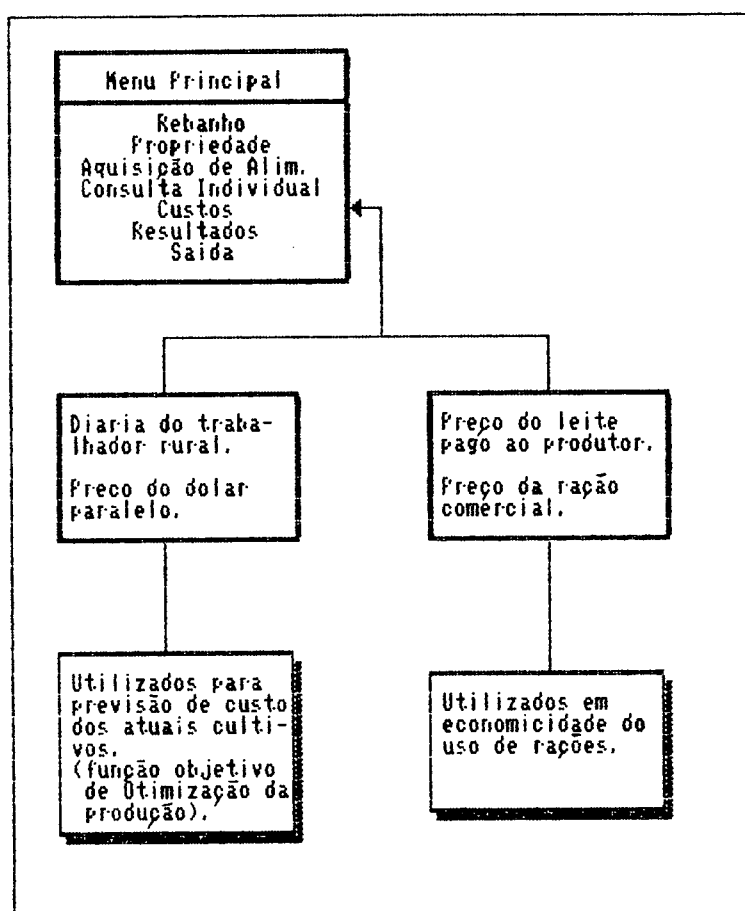 Menu Principal
Rebanho
Propriedade
Aquisição de Alim.
Consulta Individual
Custos
Resultados
Saida
Diaria do traba-
lhador rural.
Preco do dolar
paralelo.
Preço do leite
pago ao produtor.
Preço da ração
comercial.
Utilizados para
previsão de custo
dos atuais culti-
vos.
(função objetivo
de Otimização da
produção).
Utilizados em
economicidade do
uso de rações.